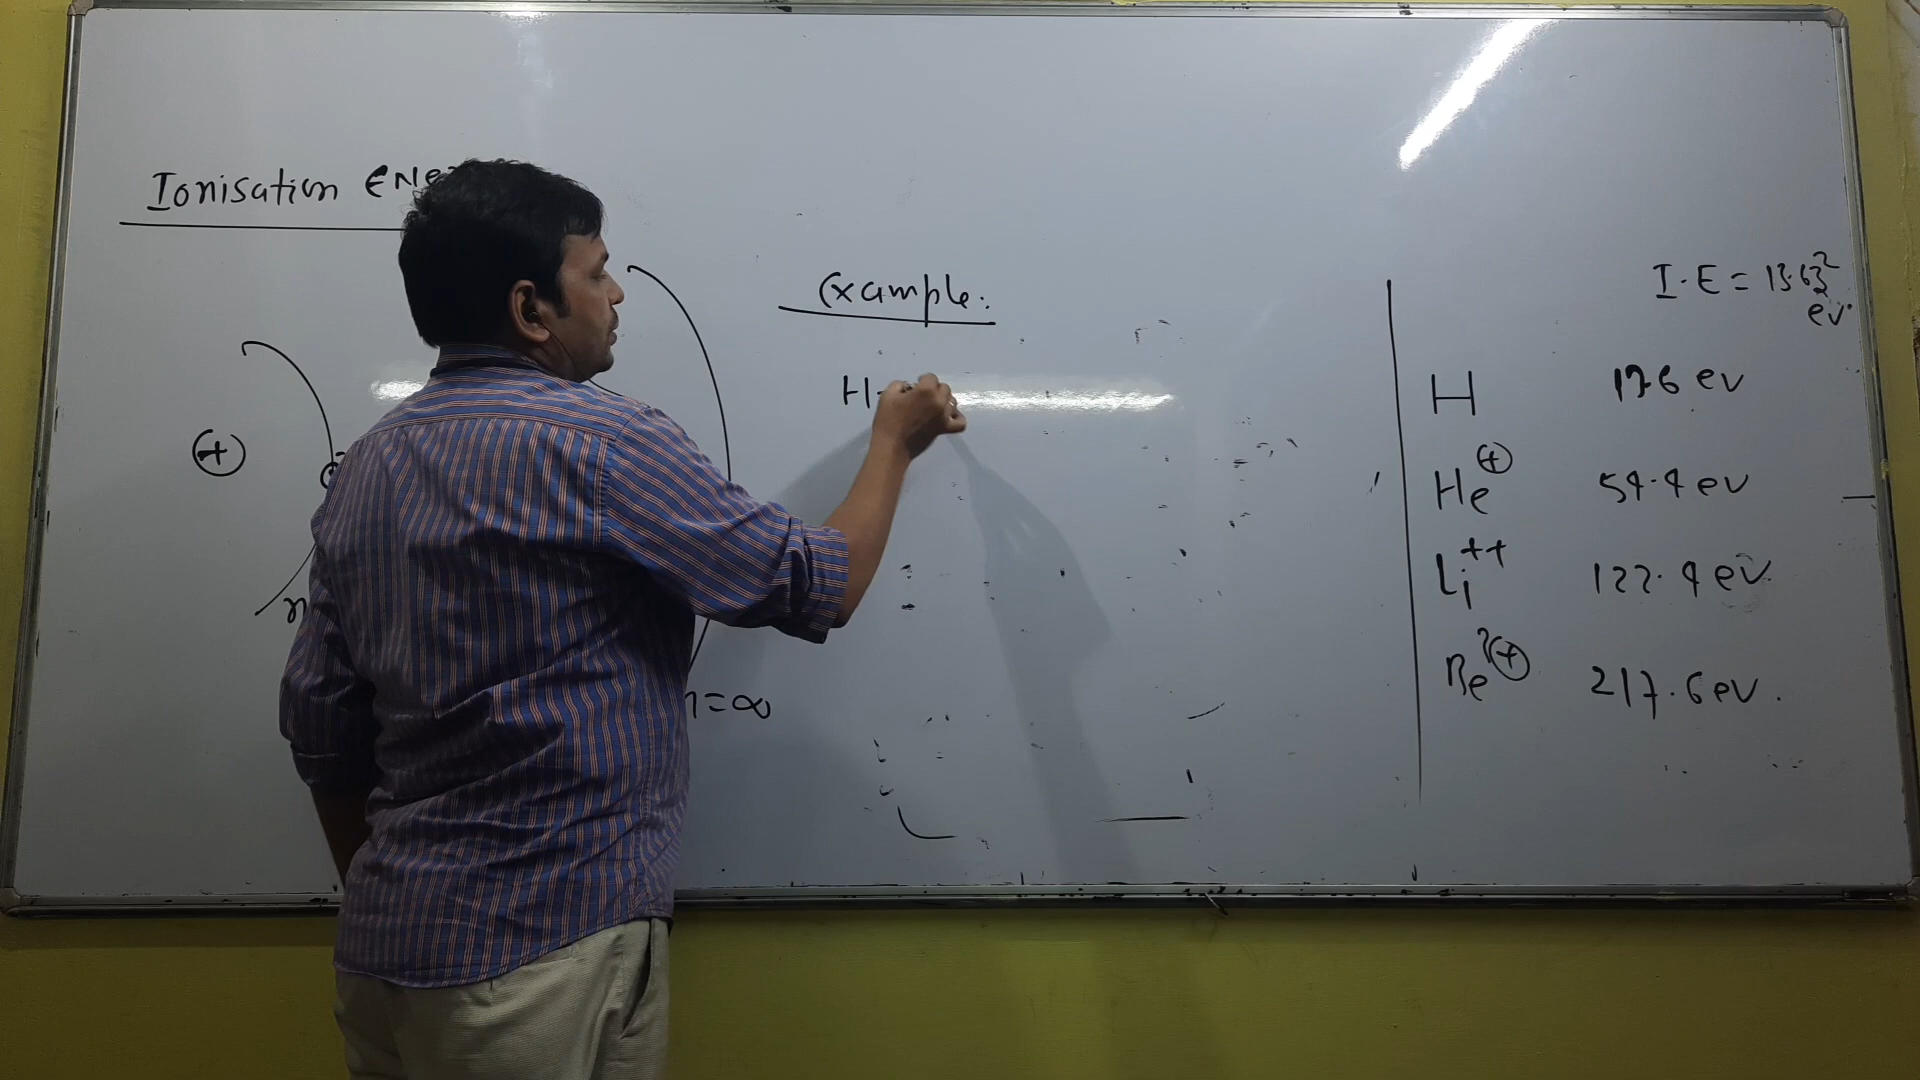 Ionisation ENe
Example:
H
n=∞
I.E = 13.6z²
ev.
H 13.6 ev
He⊕ 54.4 ev
Li++ 122.4 ev.
Be3⊕ 217.6 ev.
⊕
n